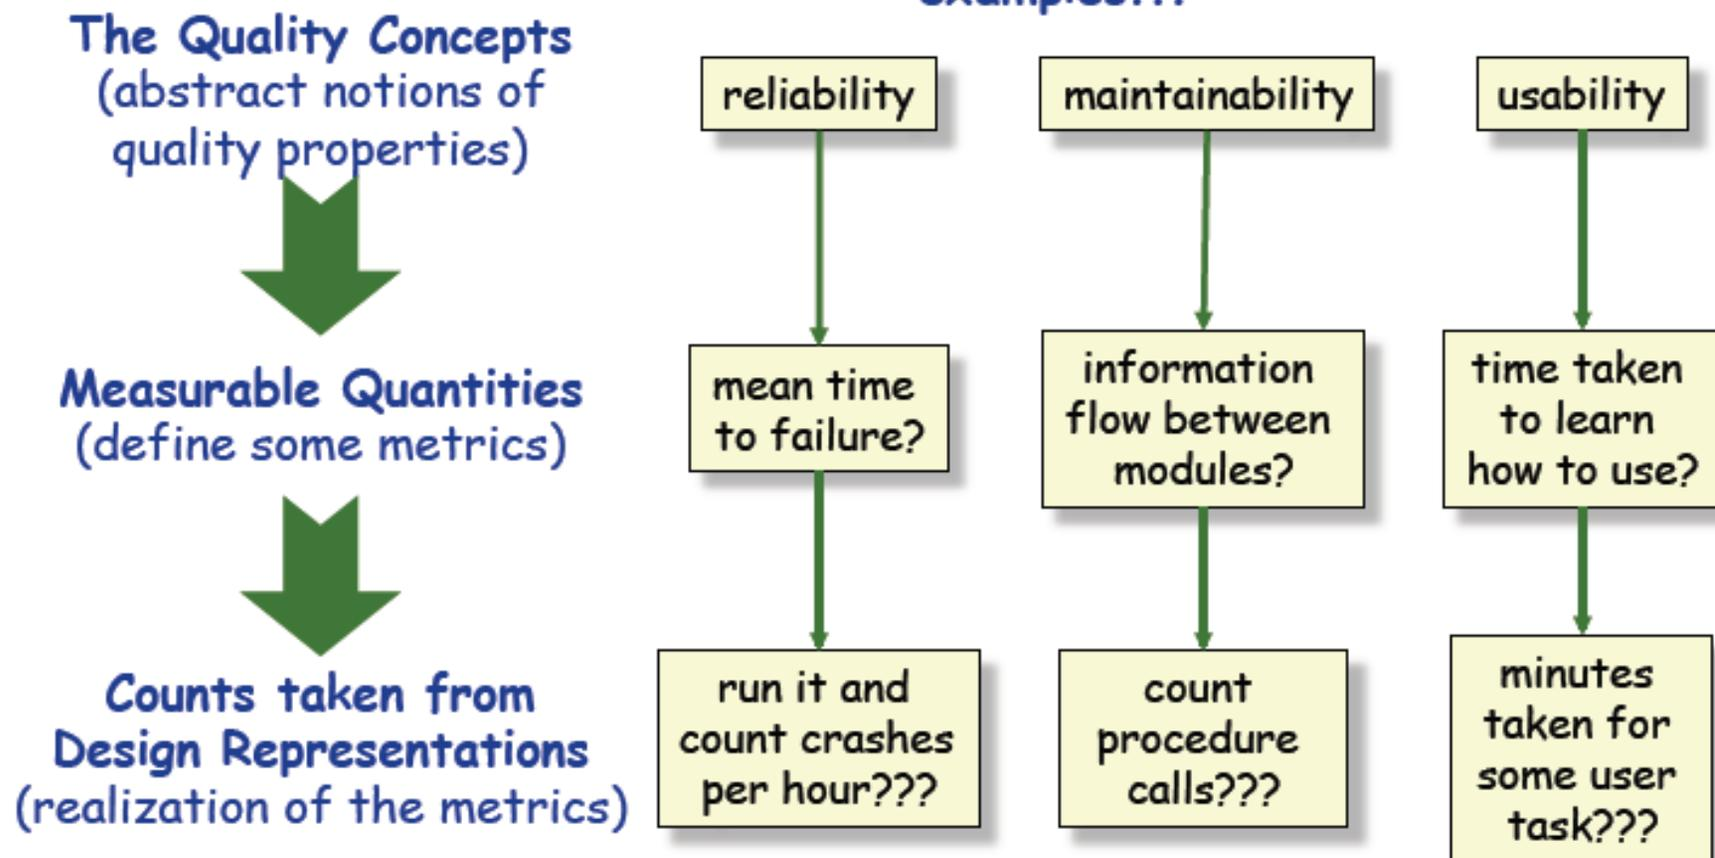 examples???
The Quality Concepts
(abstract notions of
quality properties)
reliability
maintainability
usability
Measurable Quantities
(define some metrics)
mean time
to failure?
information
flow between
modules?
time taken
to learn
how to use?
Counts taken from
Design Representations
(realization of the metrics)
run it and
count crashes
per hour???
count
procedure
calls???
minutes
taken for
some user
task???